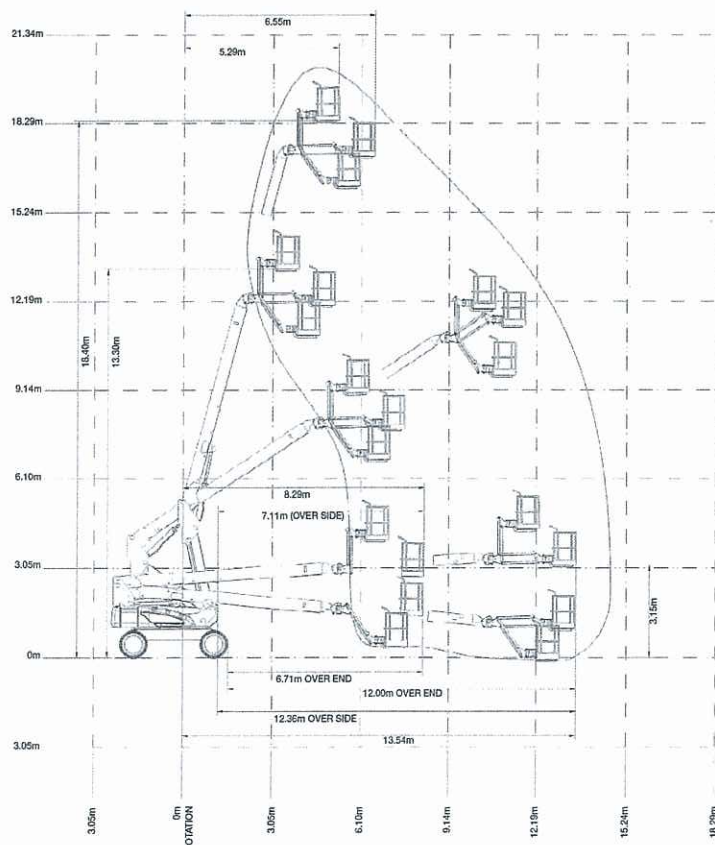 6.55m
21.34m
5.29m
18.29m
15.24m
12.19m
18.40m
13.30m
9.14m
6.10m
8.29m
7.11m (OVER SIDE)
3.05m
3.15m
0m
6.71m OVER END
12.00m OVER END
12.36m OVER SIDE
13.54m
3.05m
3.05m
0m
OTATION
3.05m
6.10m
9.14m
12.19m
15.24m
18.29m